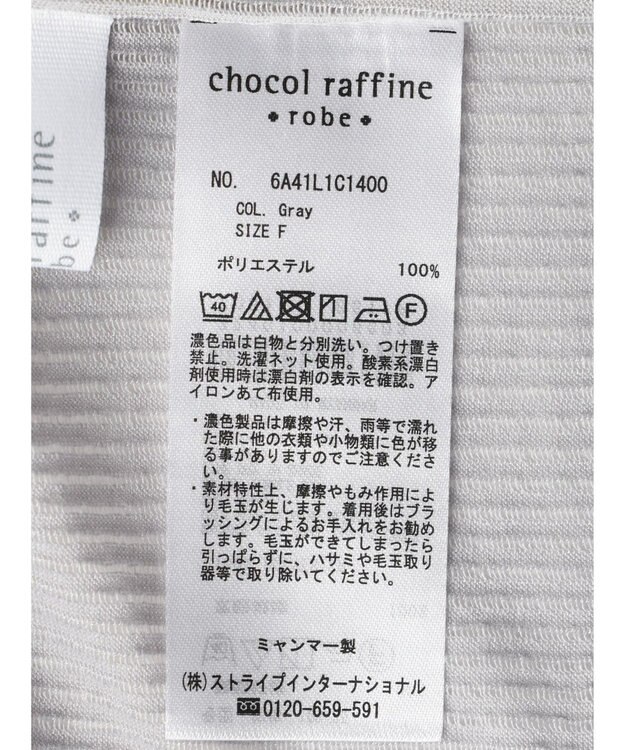 chocol raffine
robe
NO. 6A41L1C1400
COL. Gray
SIZE F
ポリエステル 100%
40 F
濃色品は白物と分別洗い。つけ置き
禁止。洗濯ネット使用。酸素系漂白
剤使用時は漂白剤の表示を確認。ア
イロンあて布使用。
・濃色製品は摩擦や汗、雨等で濡れ
た際に他の衣類や小物類に色が移
る事がありますのでご注意くださ
い。
・素材特性上、摩擦やもみ作用によ
り毛玉が生じます。着用後はブラ
ッシングによるお手入れをお勧め
します。毛玉ができてしまったら
引っぱらずに、ハサミや毛玉取り
器等で取り除いてください。
ミャンマー製
(株)ストライプインターナショナル
0120-659-591
raffine
be